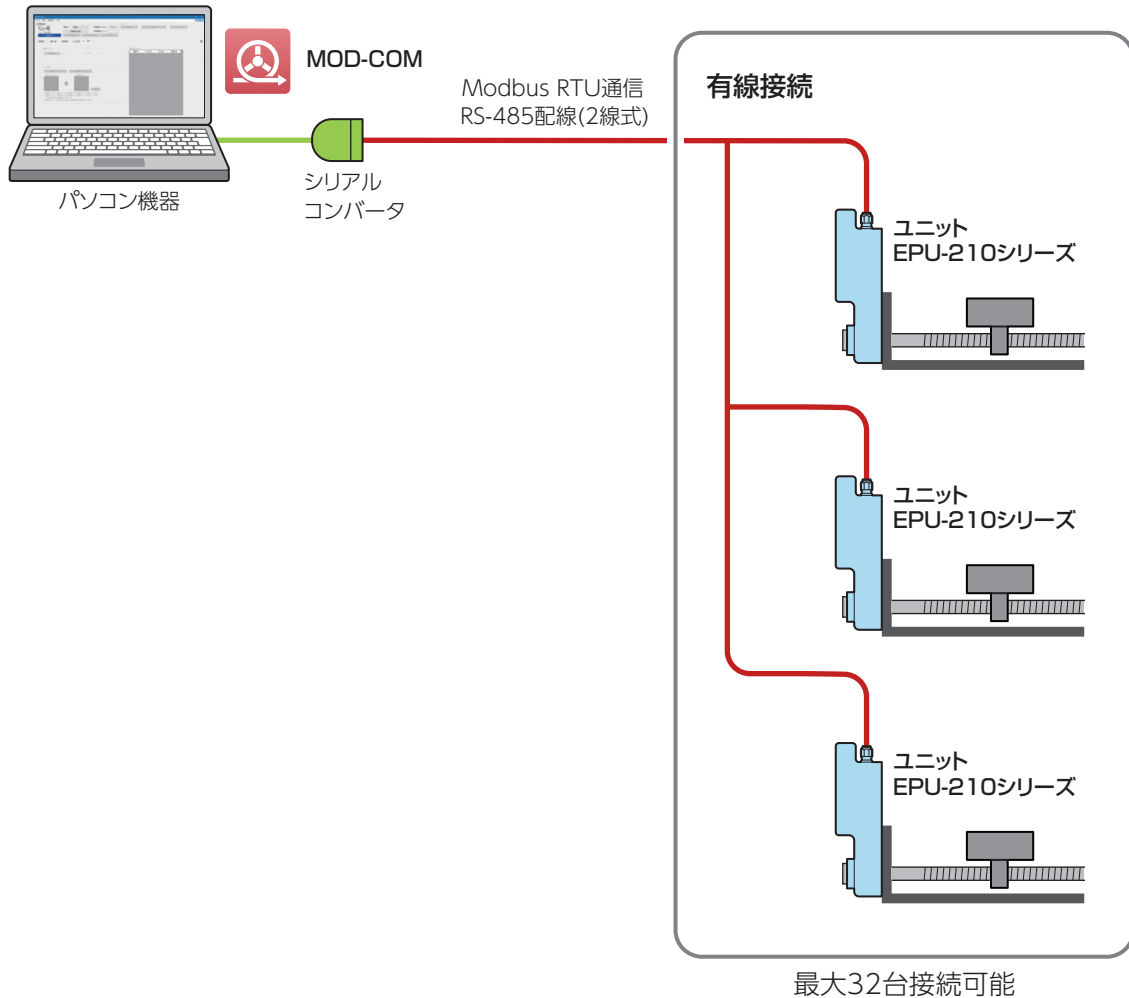 MOD-COM
Modbus RTU通信
RS-485配線(2線式)
有線接続
パソコン機器
シリアル
コンバータ
ユニット
EPU-210シリーズ
ユニット
EPU-210シリーズ
ユニット
EPU-210シリーズ
最大32台接続可能